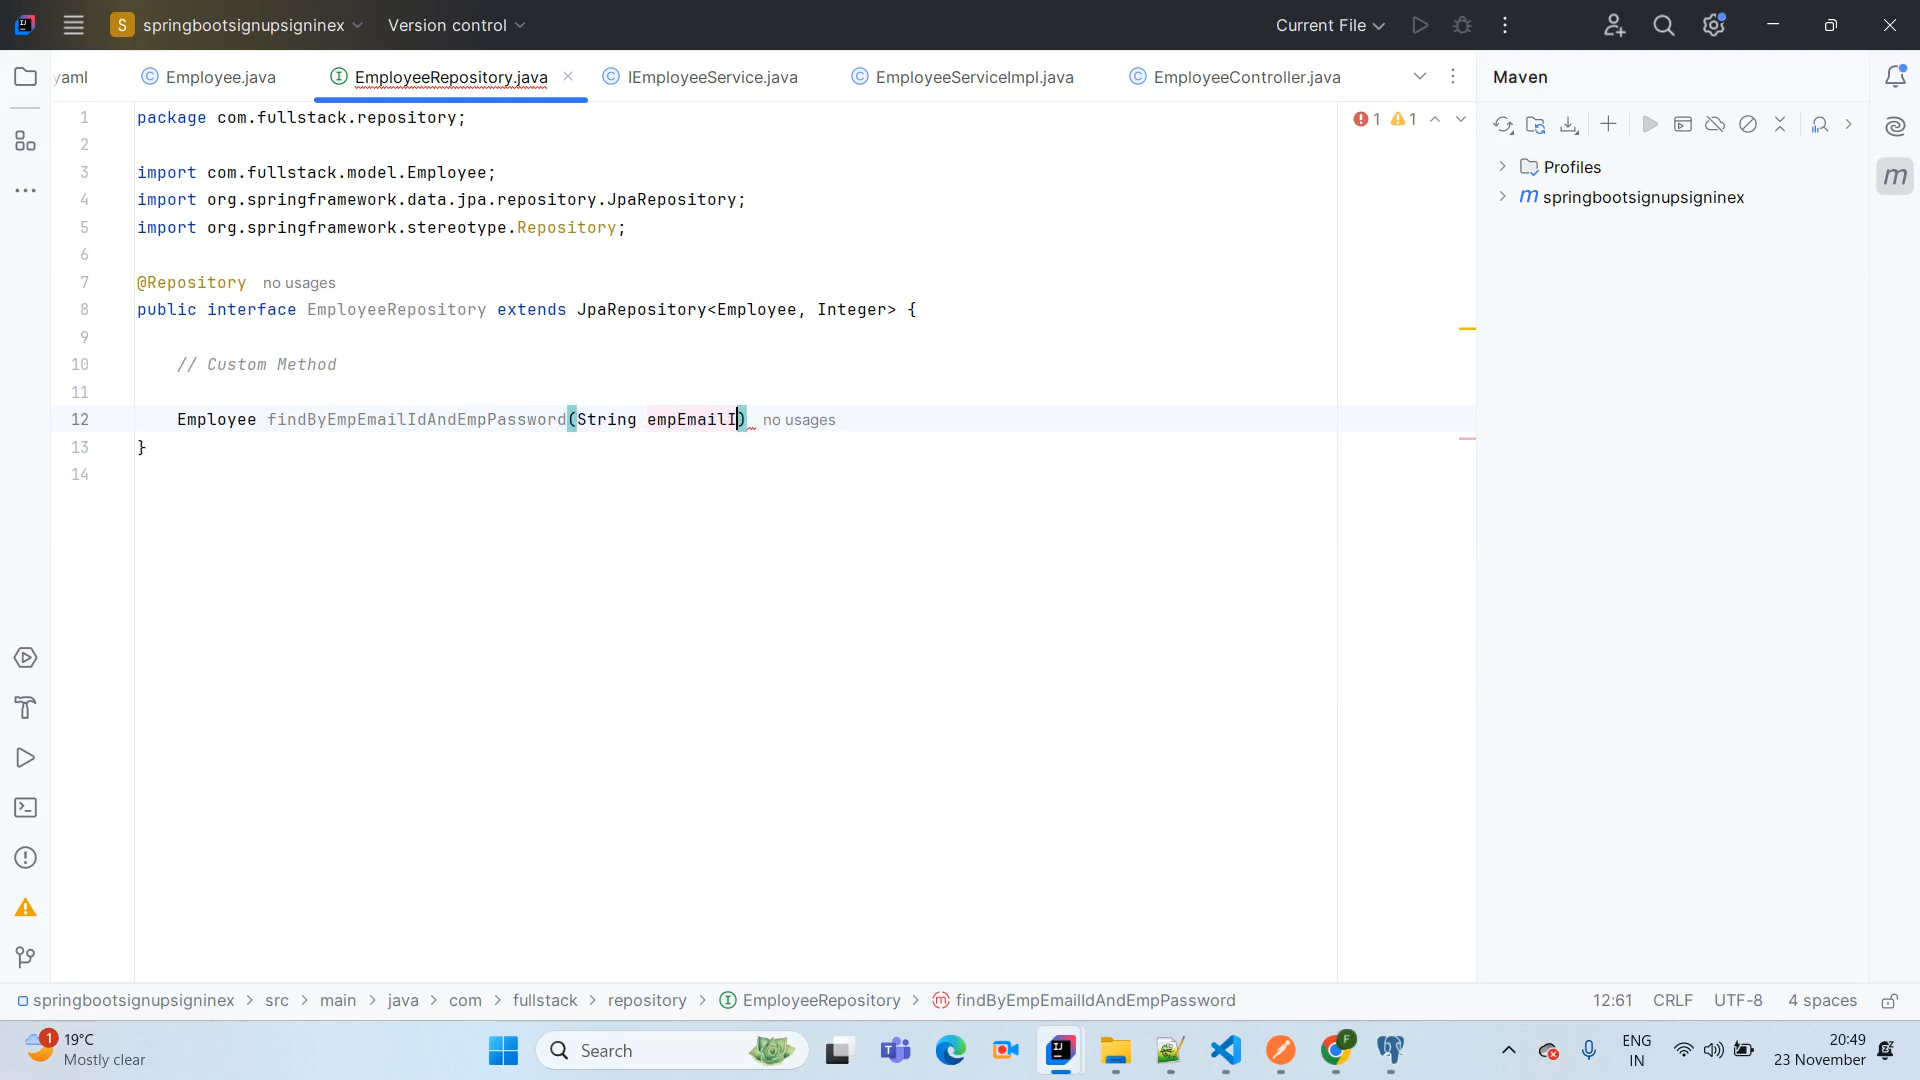 S springbootsignupsigninex Version control Current File
yaml Employee.java EmployeeRepository.java IEmployeeService.java EmployeeServiceImpl.java EmployeeController.java Maven
1 package com.fullstack.repository; 1 1
2
3 import com.fullstack.model.Employee;
4 import org.springframework.data.jpa.repository.JpaRepository;
5 import org.springframework.stereotype.Repository;
6
7 @Repository no usages
8 public interface EmployeeRepository extends JpaRepository<Employee, Integer> {
9
10 // Custom Method
11
12 Employee findByEmpEmailIdAndEmpPassword(String empEmailI) no usages
13 }
14
Profiles
m springbootsignupsigninex
springbootsignupsigninex > src > main > java > com > fullstack > repository > EmployeeRepository > findByEmpEmailIdAndEmpPassword 12:61 CRLF UTF-8 4 spaces
1 19°C
Mostly clear
Search
ENG
IN
20:49
23 November